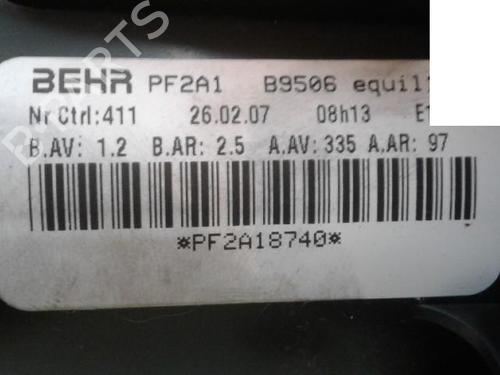 BEHR PF2A1 B9506
Nr Ctrl:411 26.02.07 08h13
B.AV: 1.2 B.AR: 2.5 A.AV: 335 A.AR: 97
*PF2A18740*
PARTS